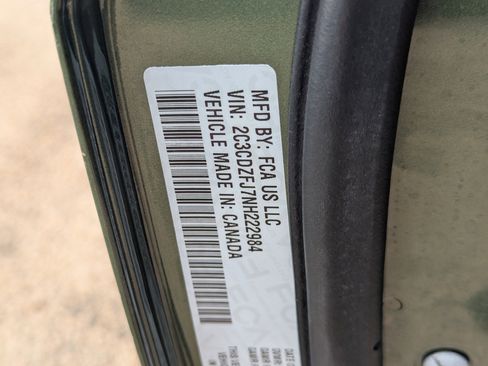 MFD BY: FCA US LLC
VIN: 2C3CDZFJ7NH222984
VEHICLE MADE IN: CANADA